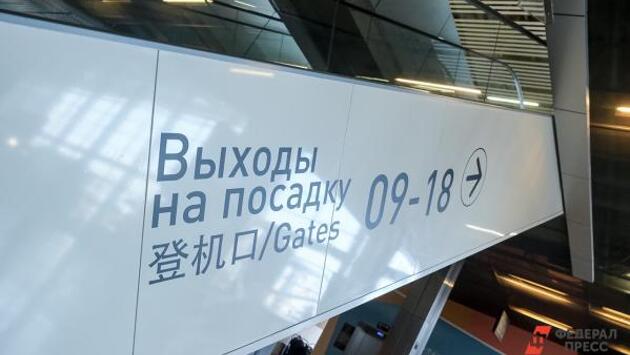 Выходы
на посадку
登机口/Gates
09-18 →
ФЕДЕРАЛ
ПРЕСС